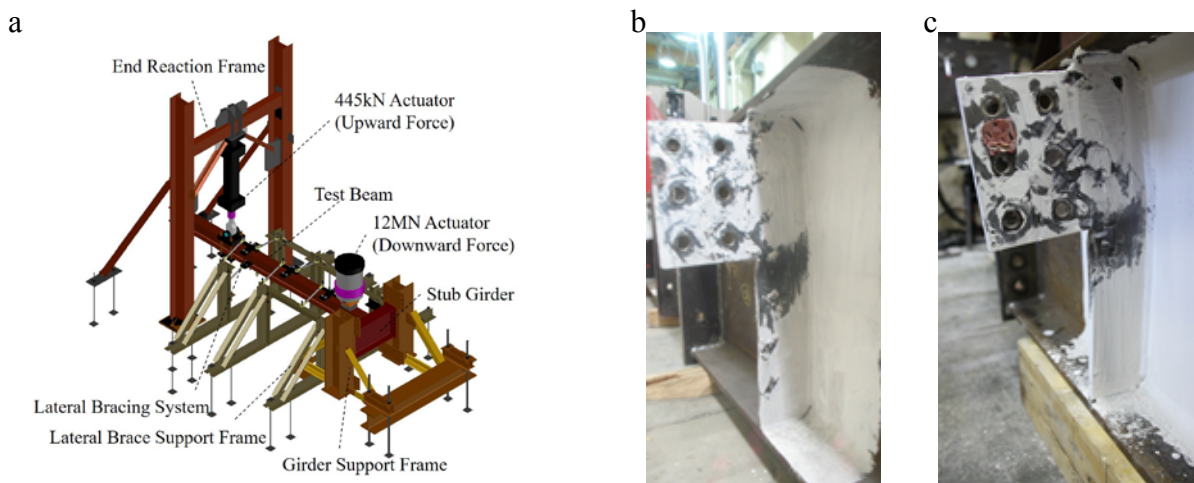 a
b
c
End Reaction Frame
445kN Actuator
(Upward Force)
Test Beam
12MN Actuator
(Downward Force)
Stub Girder
Lateral Bracing System
Lateral Brace Support Frame
Girder Support Frame